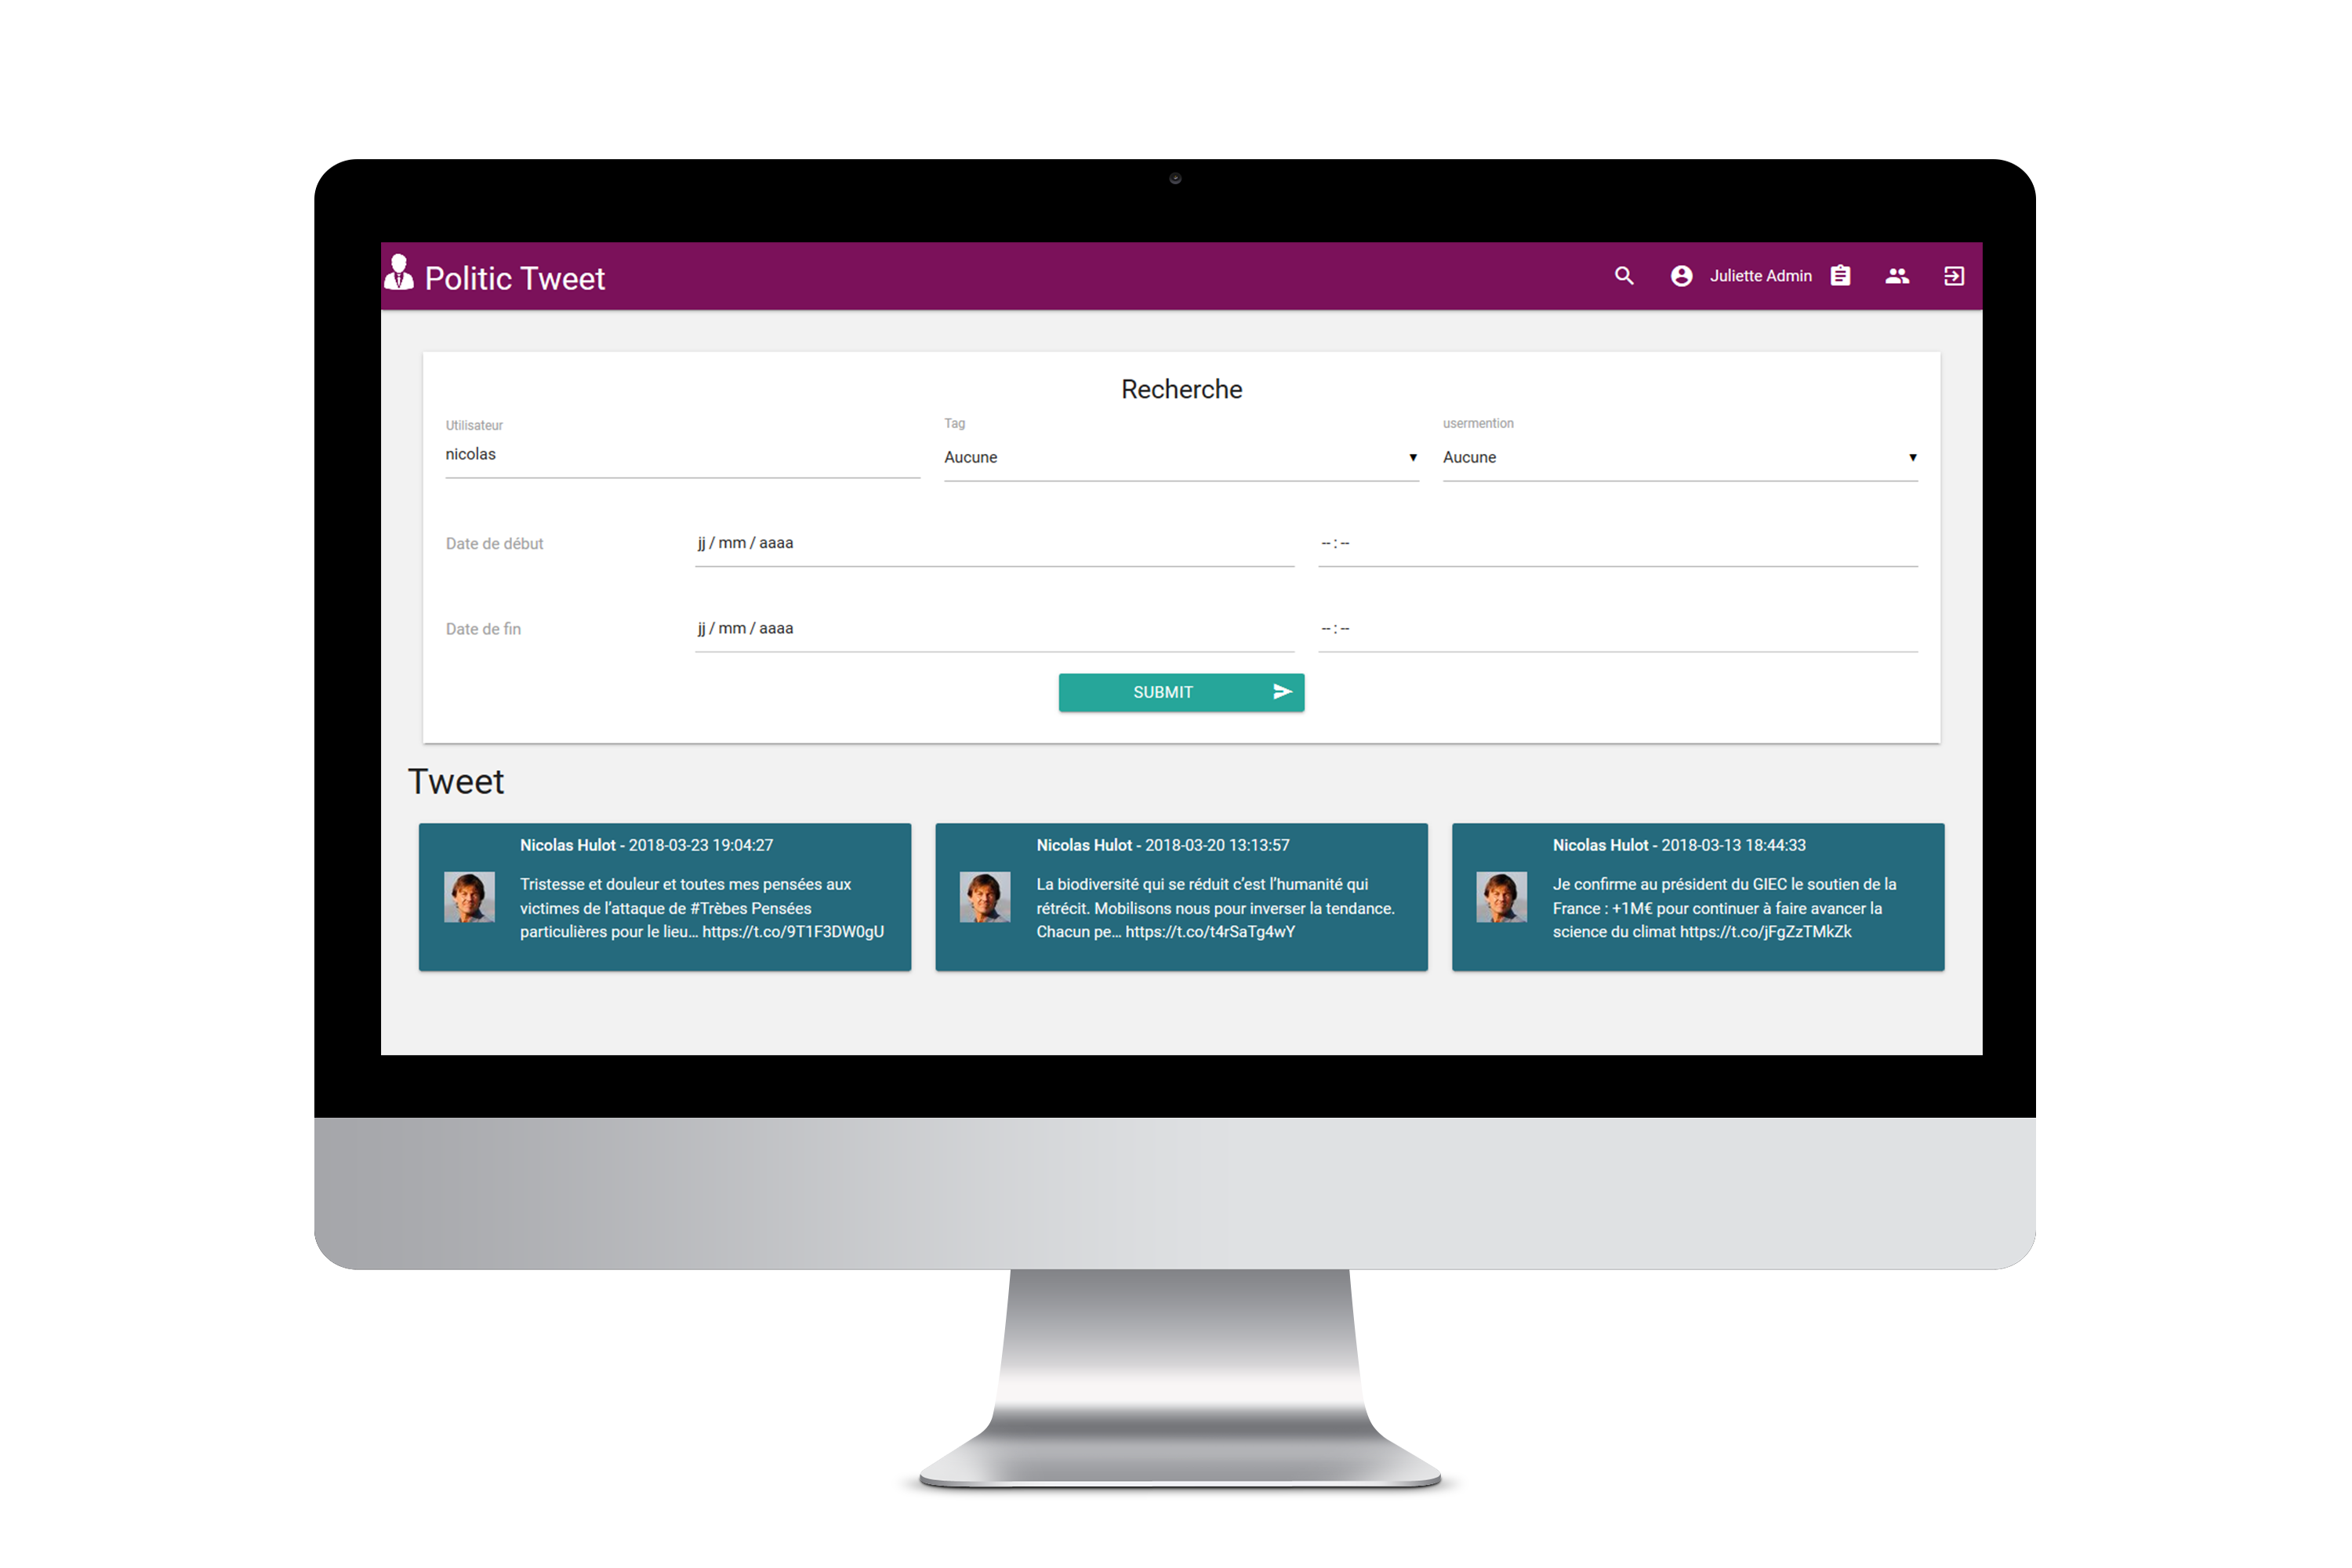 Politic Tweet
Juliette Admin
Recherche
Utilisateur
nicolas
Tag
Aucune ▼
usermention
Aucune ▼
Date de début
jj / mm / aaaa
-- : --
Date de fin
jj / mm / aaaa
-- : --
SUBMIT
Tweet
Nicolas Hulot - 2018-03-23 19:04:27
Tristesse et douleur et toutes mes pensées aux
victimes de l’attaque de #Trèbes Pensées
particulières pour le lieu… https://t.co/9T1F3DW0gU
Nicolas Hulot - 2018-03-20 13:13:57
La biodiversité qui se réduit c’est l’humanité qui
rétrécit. Mobilisons nous pour inverser la tendance.
Chacun pe… https://t.co/t4rSaTg4wY
Nicolas Hulot - 2018-03-13 18:44:33
Je confirme au président du GIEC le soutien de la
France : +1M€ pour continuer à faire avancer la
science du climat https://t.co/jFgZzTMkZk